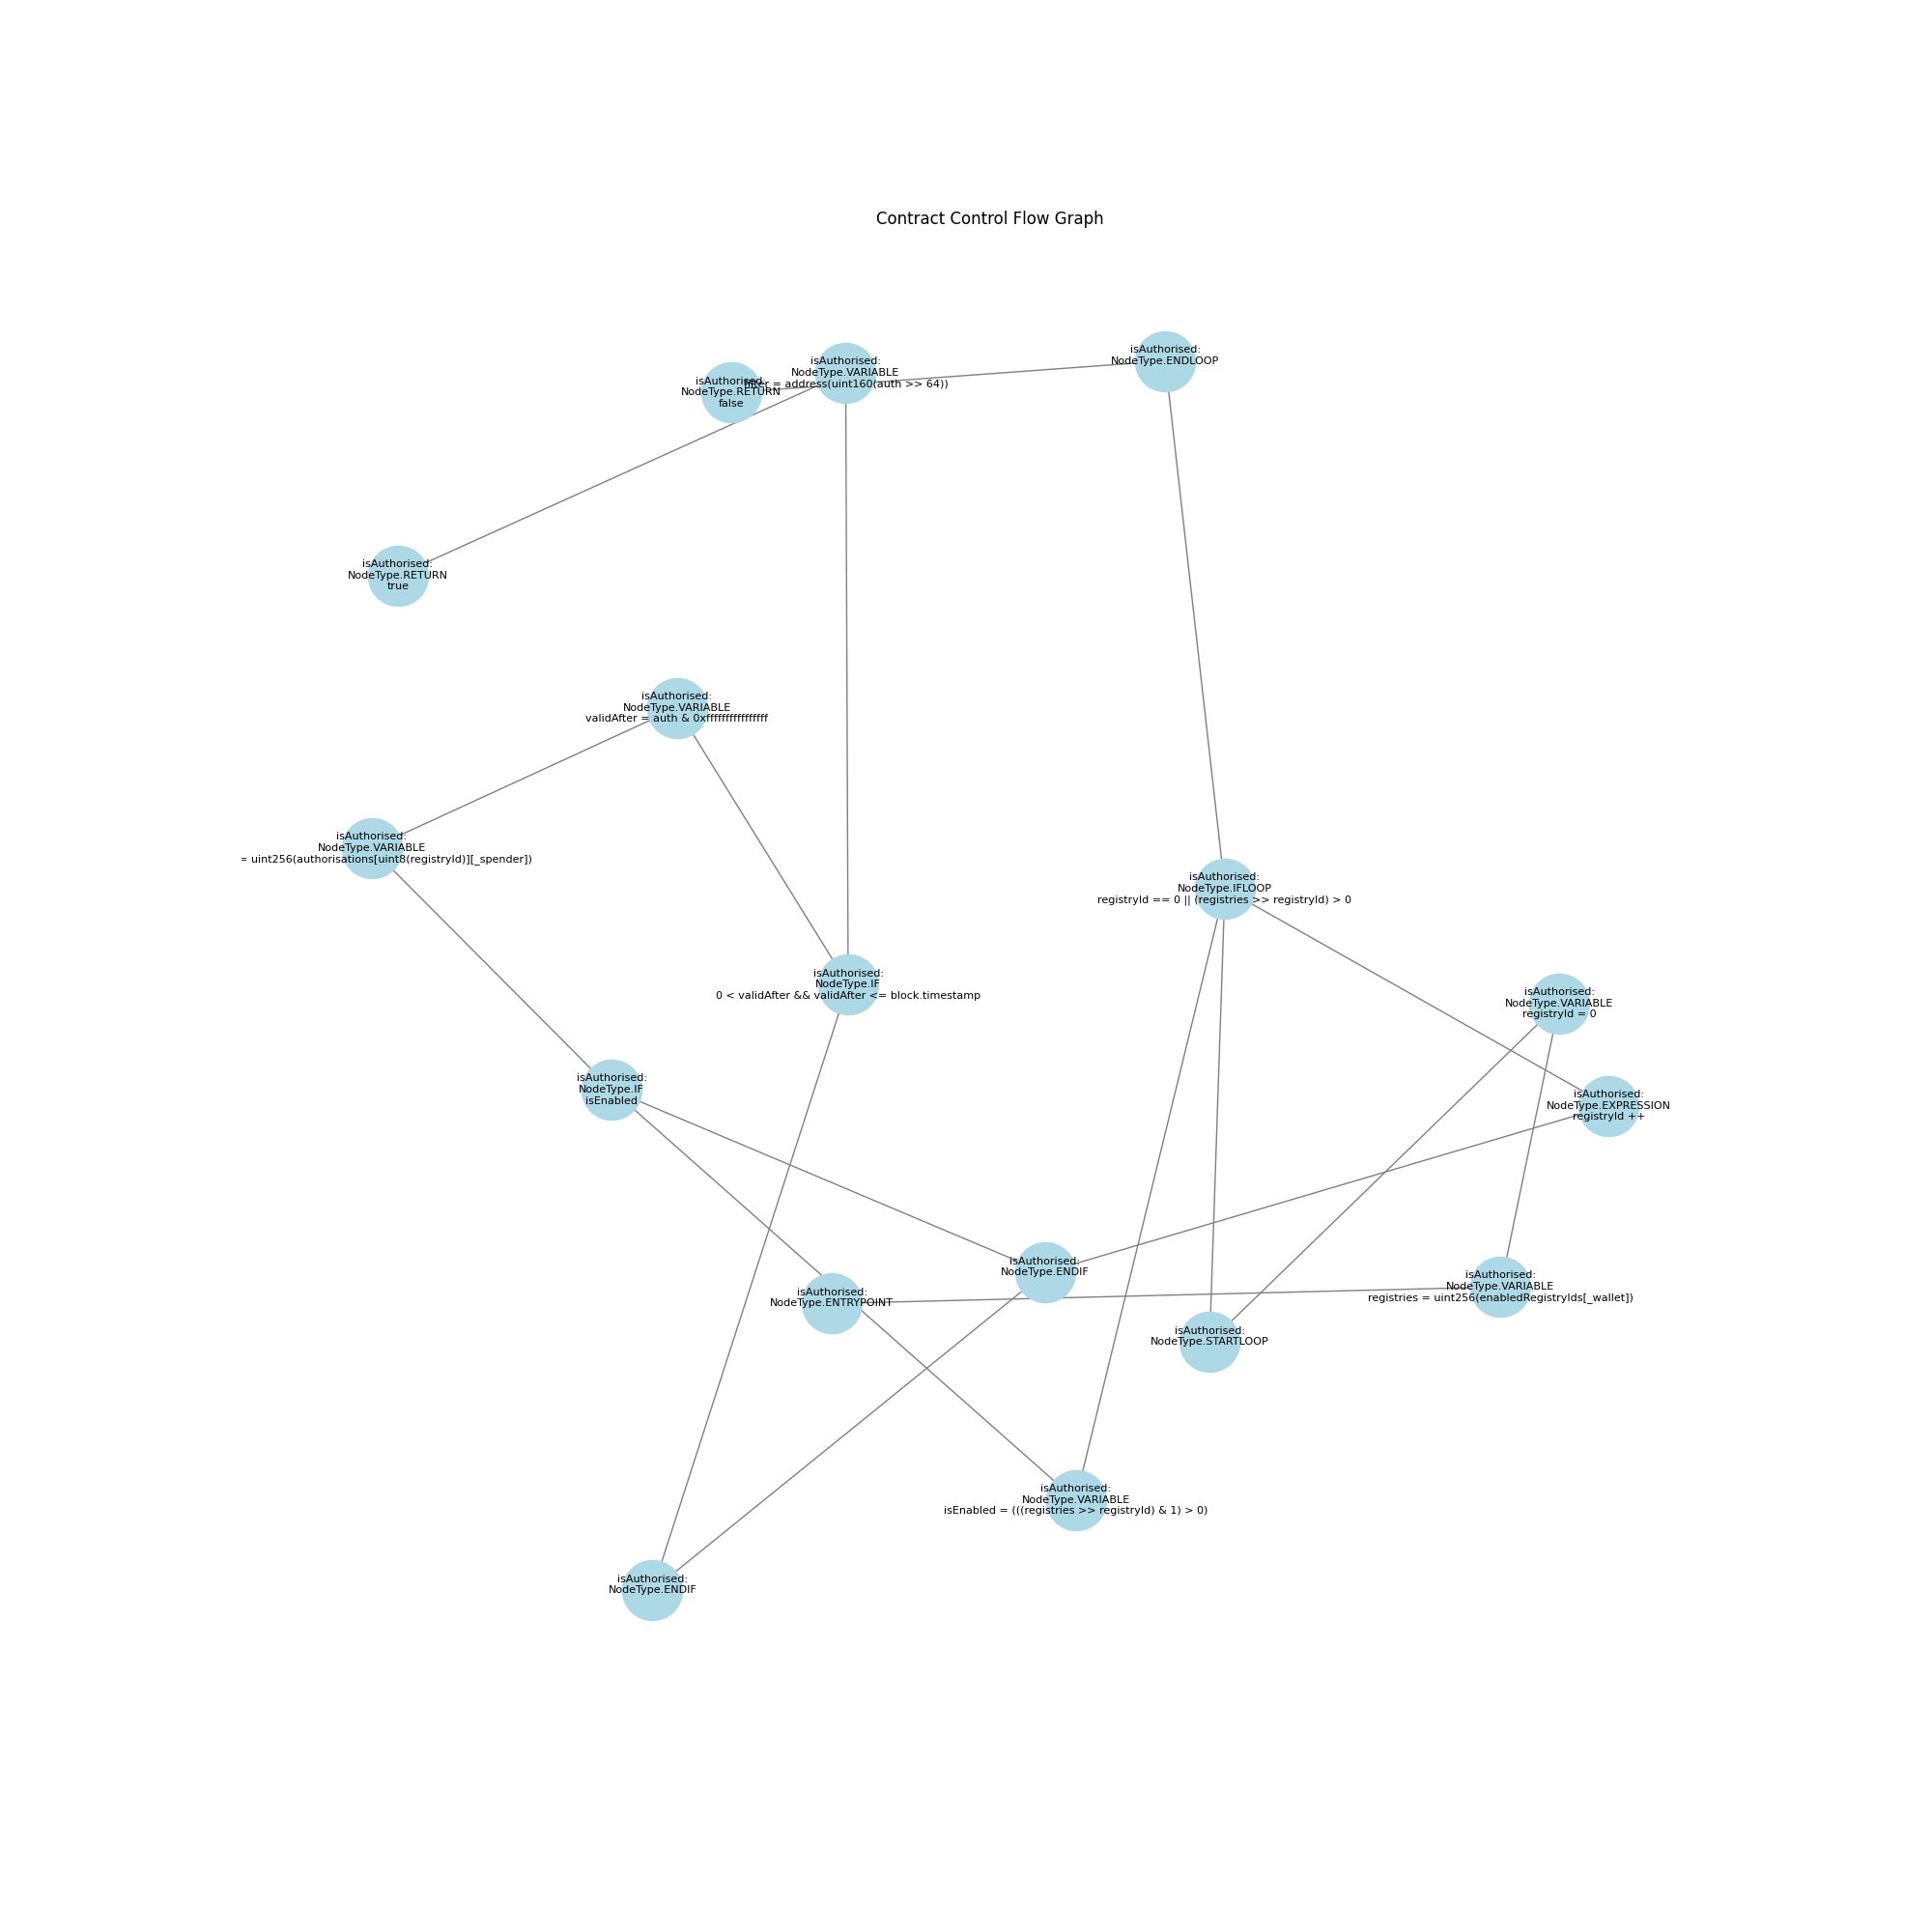 Contract Control Flow Graph
isAuthorised:
NodeType.ENDLOOP
isAuthorised:
NodeType.VARIABLE
= address(uint160(auth >> 64))
isAuthorised:
NodeType.RETURN
false
isAuthorised:
NodeType.RETURN
true
isAuthorised:
NodeType.VARIABLE
validAfter = auth & 0xffffffffffffffff
isAuthorised:
NodeType.VARIABLE
= uint256(authorisations[uint8(registryId)][_spender])
isAuthorised:
NodeType.IFLOOP
registryId == 0 || (registries >> registryId) > 0
isAuthorised:
NodeType.IF
0 < validAfter && validAfter <= block.timestamp
isAuthorised:
NodeType.VARIABLE
registryId = 0
isAuthorised:
NodeType.IF
isEnabled
isAuthorised:
NodeType.EXPRESSION
registryId ++
isAuthorised:
NodeType.ENDIF
isAuthorised:
NodeType.VARIABLE
registries = uint256(enabledRegistryIds[_wallet])
isAuthorised:
NodeType.ENTRYPOINT
isAuthorised:
NodeType.STARTLOOP
isAuthorised:
NodeType.VARIABLE
isEnabled = (((registries >> registryId) & 1) > 0)
isAuthorised:
NodeType.ENDIF